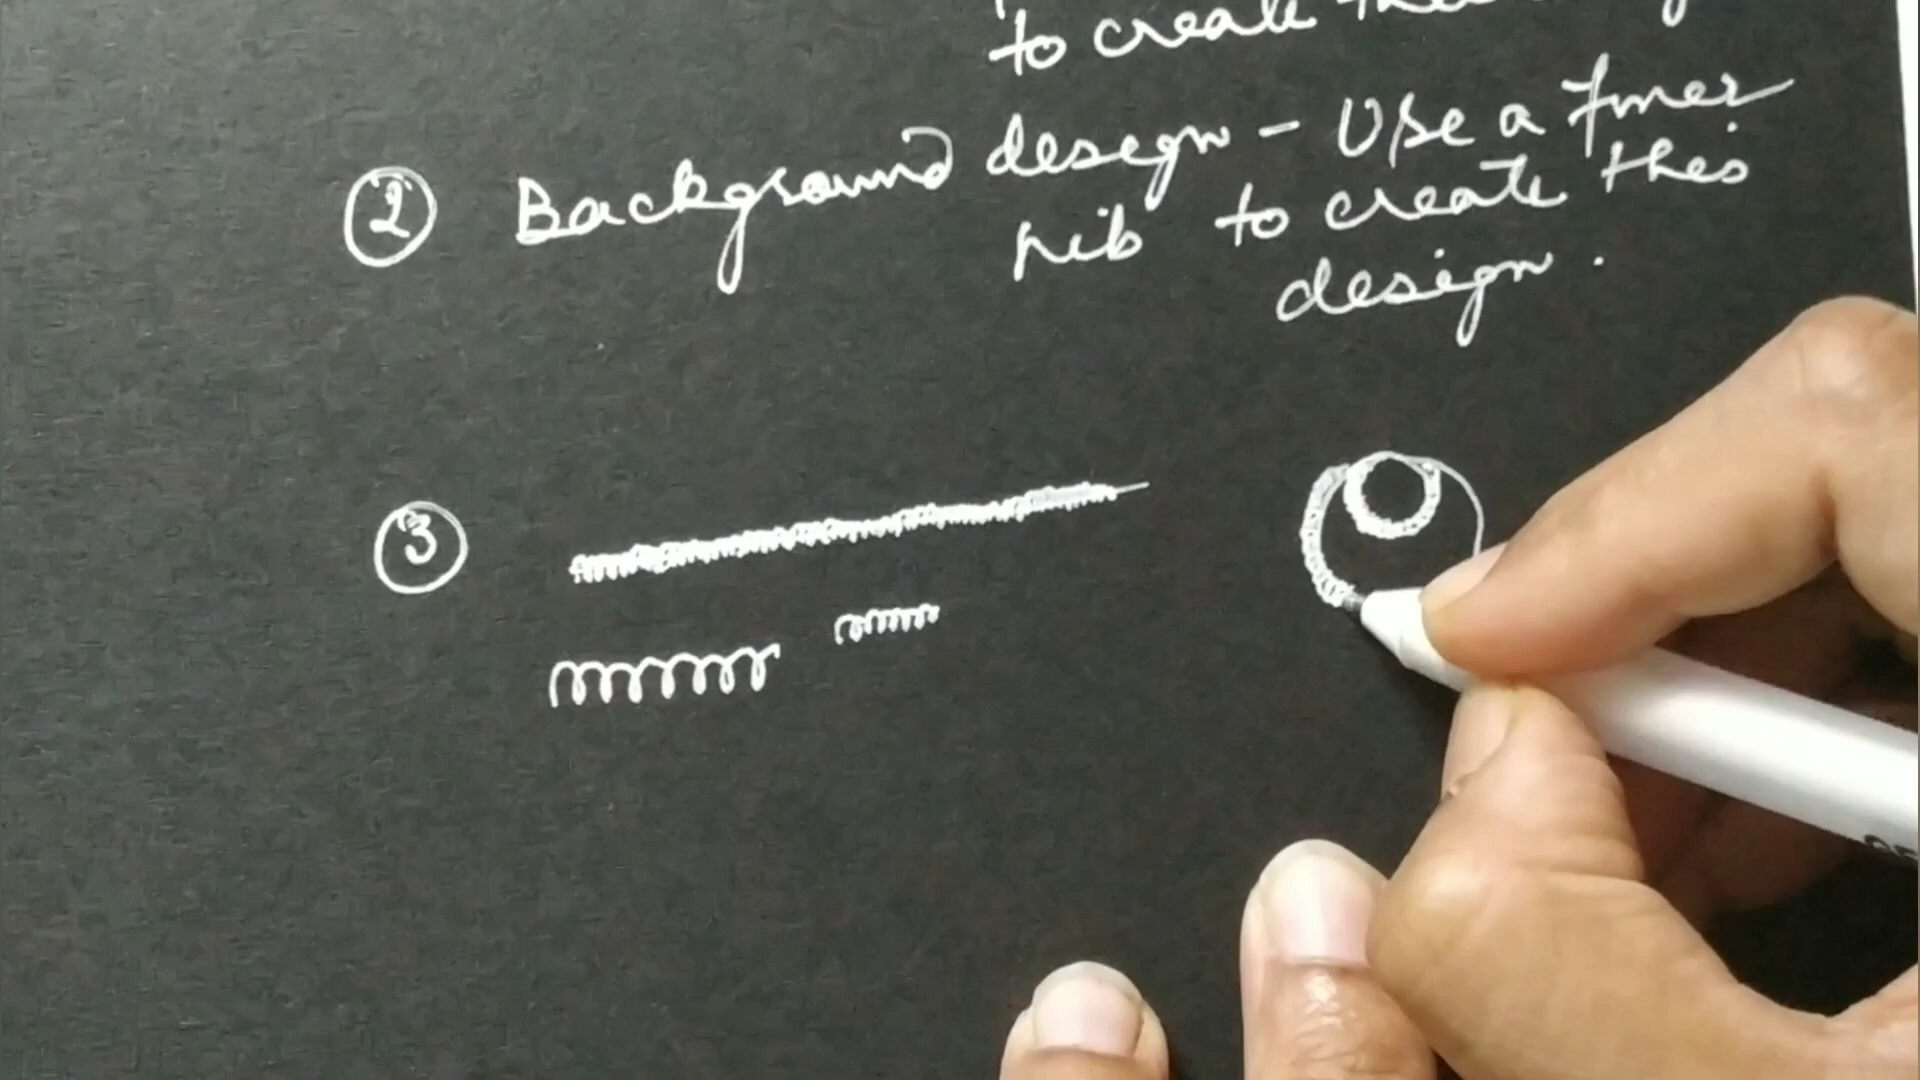 to create
② Background design - Use a finer
nib to create this
design.
③